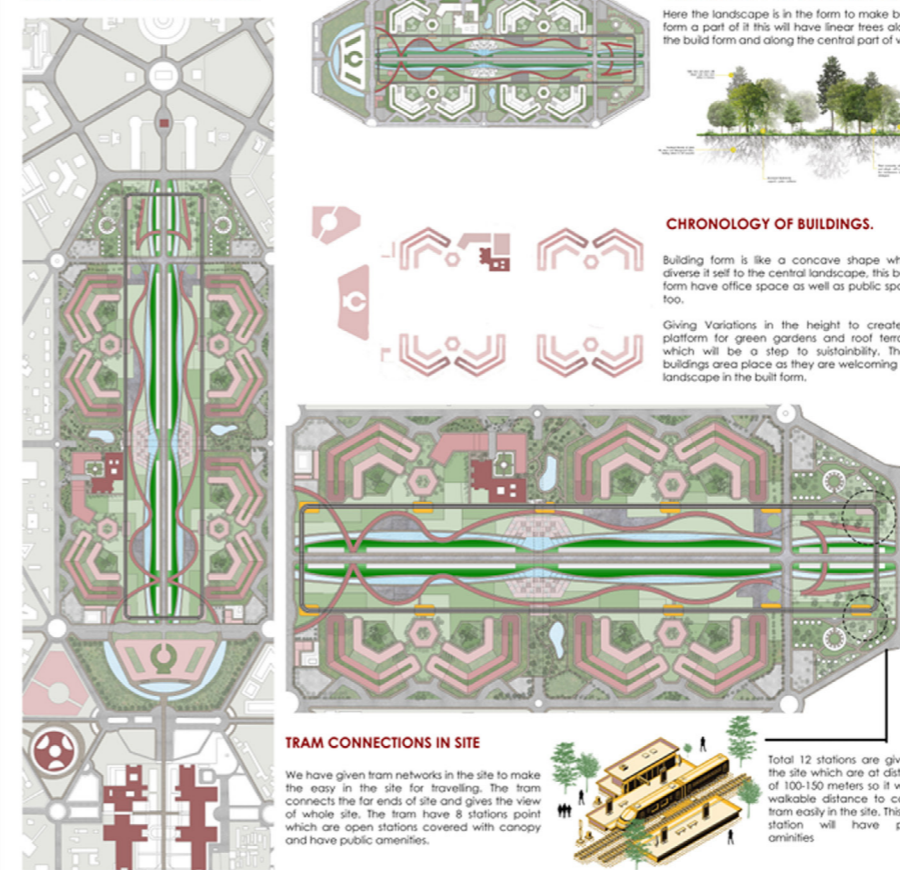 Here the landscape is in the form to make b
form a part of it this will have linear trees al
the build form and along the central part of v
CHRONOLOGY OF BUILDINGS.
Building form is like a concave shape wh
diverse it self to the central landscape, this b
form have office space as well as public spa
too.
Giving Variations in the height to create
platform for green gardens and roof terra
which will be a step to suistainbility. Th
buildings area place as they are welcoming
landscape in the built form.
TRAM CONNECTIONS IN SITE
We have given tram networks in the site to make
the easy in the site for travelling. The tram
connects the far ends of site and gives the view
of whole site. The tram have 8 stations point
which are open stations covered with canopy
and have public amenities.
Total 12 stations are giv
the site which are at dist
of 100-150 meters so it w
walkable distance to c
tram easily in the site. This
station will have p
aminities